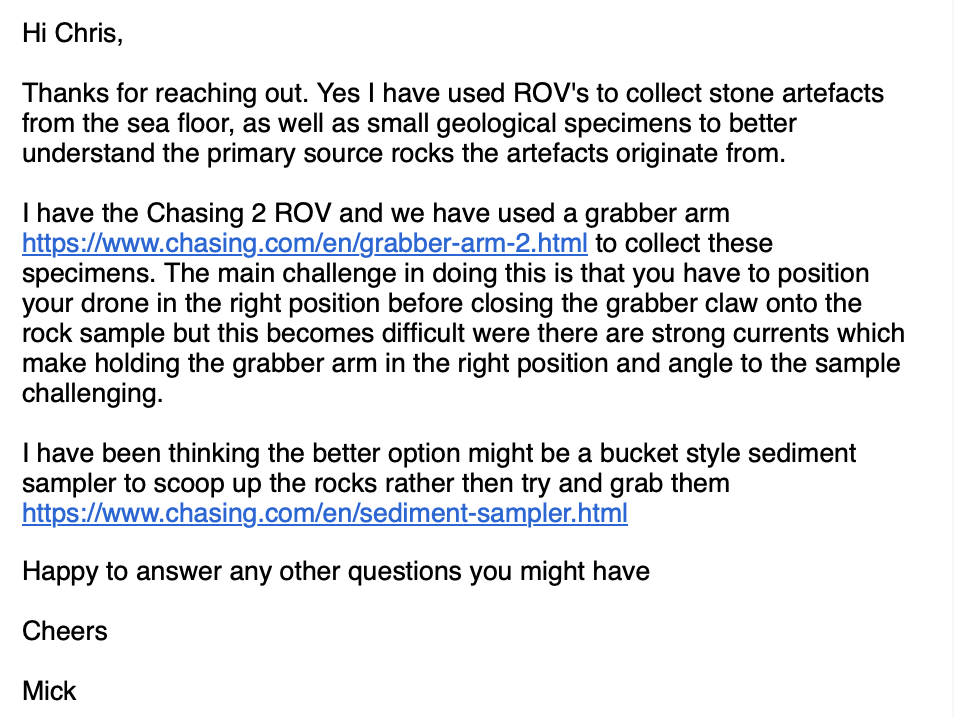 Hi Chris,
Thanks for reaching out. Yes I have used ROV's to collect stone artefacts
from the sea floor, as well as small geological specimens to better
understand the primary source rocks the artefacts originate from.
I have the Chasing 2 ROV and we have used a grabber arm
https://www.chasing.com/en/grabber-arm-2.html to collect these
specimens. The main challenge in doing this is that you have to position
your drone in the right position before closing the grabber claw onto the
rock sample but this becomes difficult were there are strong currents which
make holding the grabber arm in the right position and angle to the sample
challenging.
I have been thinking the better option might be a bucket style sediment
sampler to scoop up the rocks rather then try and grab them
https://www.chasing.com/en/sediment-sampler.html
Happy to answer any other questions you might have
Cheers
Mick